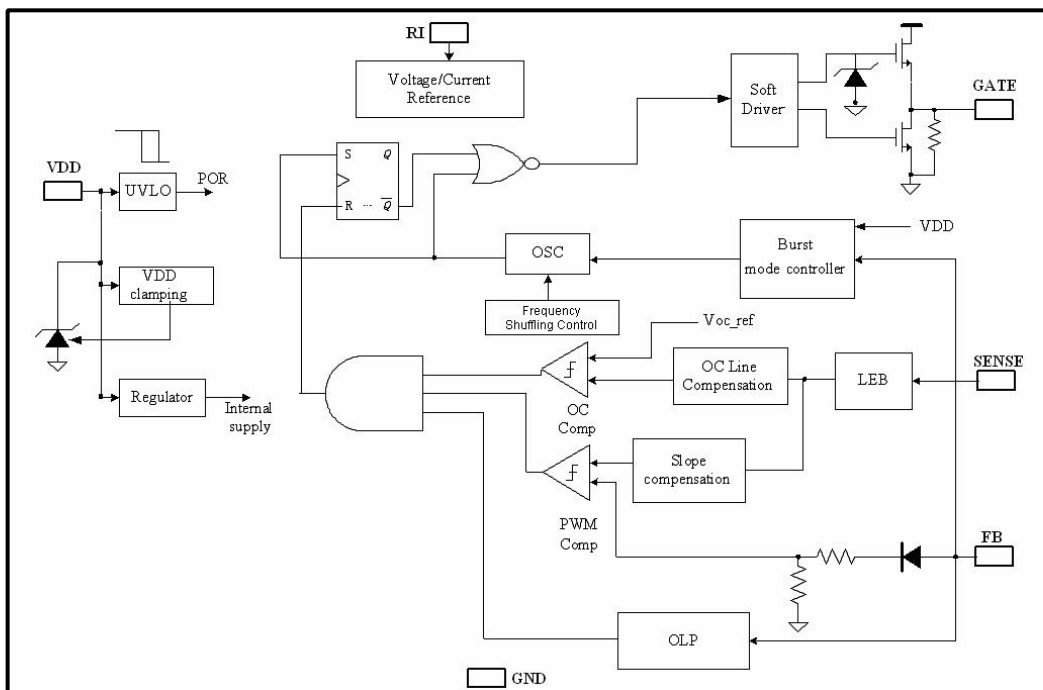 RI
Voltage/Current
Reference
Soft
Driver
GATE
VDD
UVLO
POR
S Q
R ... Q̅
VDD
clamping
OSC
Burst
mode controller
VDD
Frequency
Shuffling Control
Voc_ref
Regulator
Internal
supply
OC
Comp
OC Line
Compensation
LEB
SENSE
Slope
compensation
PWM
Comp
FB
OLP
GND